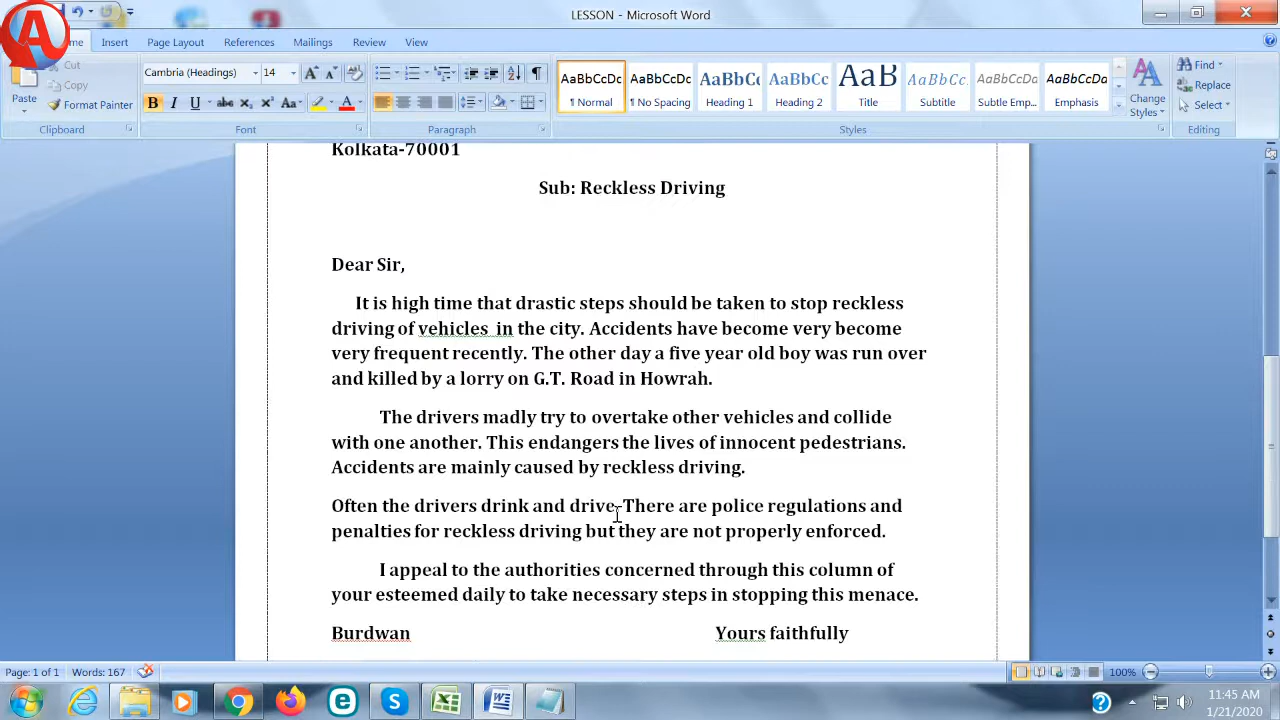 LESSON - Microsoft Word
Insert Page Layout References Mailings Review View
Cut
Copy
Format Painter
Paste
Clipboard
Cambria (Headings) 14
B I U abc X₂ X² Aa
Font
Paragraph
AaBbCcDc AaBbCcDc AaBbCc AaBbCc AaB AaBbCc. AaBbCcDc AaBbCcDc
¶ Normal ¶ No Spacing Heading 1 Heading 2 Title Subtitle Subtle Emp... Emphasis
Styles
Change
Styles
Find
Replace
Select
Editing
Kolkata-70001
Sub: Reckless Driving
Dear Sir,
It is high time that drastic steps should be taken to stop reckless
driving of vehicles in the city. Accidents have become very become
very frequent recently. The other day a five year old boy was run over
and killed by a lorry on G.T. Road in Howrah.
The drivers madly try to overtake other vehicles and collide
with one another. This endangers the lives of innocent pedestrians.
Accidents are mainly caused by reckless driving.
Often the drivers drink and drive There are police regulations and
penalties for reckless driving but they are not properly enforced.
I appeal to the authorities concerned through this column of
your esteemed daily to take necessary steps in stopping this menace.
Burdwan Yours faithfully
Page: 1 of 1 Words: 167 100%
11:45 AM
1/21/2020